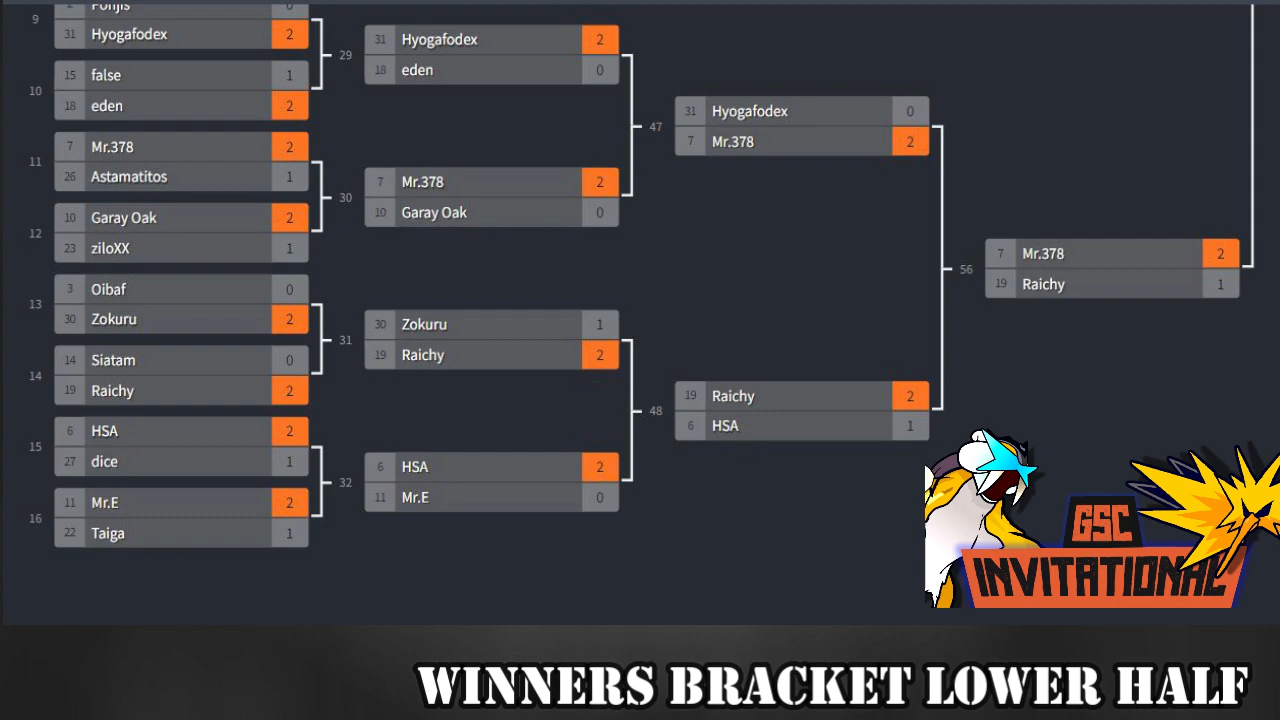 2 Ponjis 0
9
31 Hyogafodex 2
15 false 1
10
18 eden 2
7 Mr.378 2
11
26 Astamatitos 1
10 Garay Oak 2
12
23 ziloXX 1
3 Oibaf 0
13
30 Zokuru 2
14 Siatam 0
14
19 Raichy 2
6 HSA 2
15
27 dice 1
11 Mr.E 2
16
22 Taiga 1
31 Hyogafodex 2
29
18 eden 0
7 Mr.378 2
30
10 Garay Oak 0
30 Zokuru 1
31
19 Raichy 2
6 HSA 2
32
11 Mr.E 0
31 Hyogafodex 0
47
7 Mr.378 2
19 Raichy 2
48
6 HSA 1
7 Mr.378 2
56
19 Raichy 1
GSC
INVITATIONAL
WINNERS BRACKET LOWER HALF